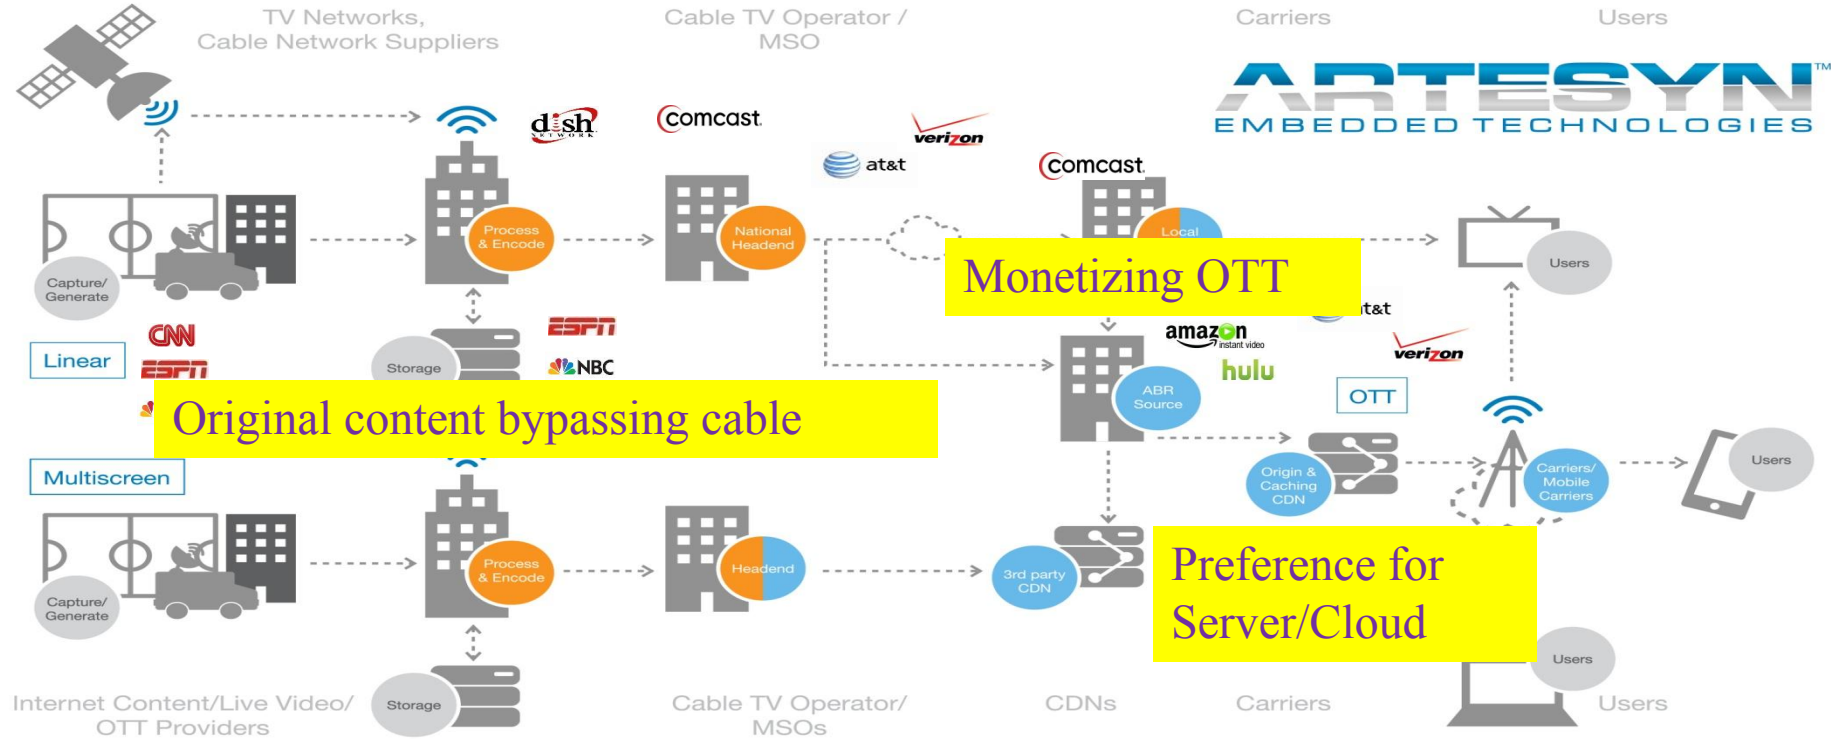 TV Networks,
Cable Network Suppliers
Cable TV Operator /
MSO
Carriers
Users
ARTESYN™
EMBEDDED TECHNOLOGIES
dish
NETWORK
comcast.
verizon
at&t
comcast.
Process
& Encode
National
Headend
Local
Users
Capture/
Generate
Monetizing OTT
CNN
ESPN
Linear
ESPN
NBC
Storage
amazon
instant video
hulu
t&t
verizon
ABR
Source
OTT
Original content bypassing cable
Multiscreen
Origin &
Caching
CDN
Carriers/
Mobile
Carriers
Users
Process
& Encode
Headend
3rd party
CDN
Preference for
Server/Cloud
Capture/
Generate
Users
Storage
Internet Content/Live Video/
OTT Providers
Cable TV Operator/
MSOs
CDNs
Carriers
Users